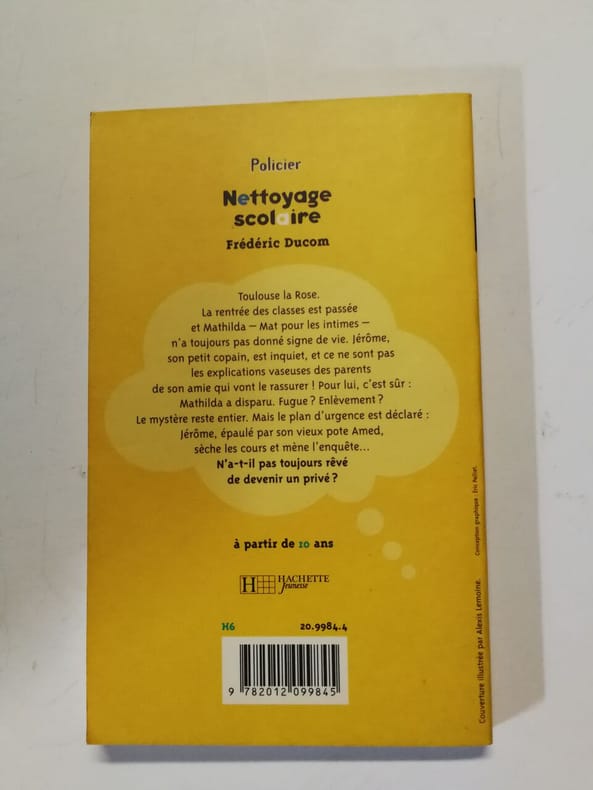 Policier
Nettoyage
scolaire
Frédéric Ducom
Toulouse la Rose.
La rentrée des classes est passée
et Mathilda – Mat pour les intimes –
n'a toujours pas donné signe de vie. Jérôme,
son petit copain, est inquiet, et ce ne sont pas
les explications vaseuses des parents
de son amie qui vont le rassurer ! Pour lui, c'est sûr :
Mathilda a disparu. Fugue ? Enlèvement ?
Le mystère reste entier. Mais le plan d'urgence est déclaré :
Jérôme, épaulé par son vieux pote Amed,
sèche les cours et mène l'enquête...
N'a-t-il pas toujours rêvé
de devenir un privé ?
à partir de 10 ans
H HACHETTE
Jeunesse
H6 20.9984.4
9 782012 099845
Couverture illustrée par Alexis Lemoine.
Conception graphique : Éric Pellet.